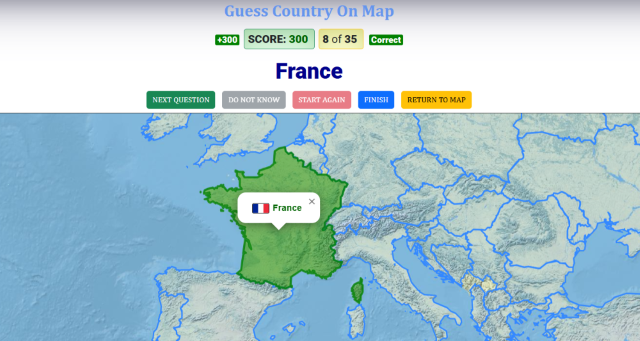 Guess Country On Map
+300 SCORE: 300 8 of 35 Correct
France
NEXT QUESTION DO NOT KNOW START AGAIN FINISH RETURN TO MAP
France ×